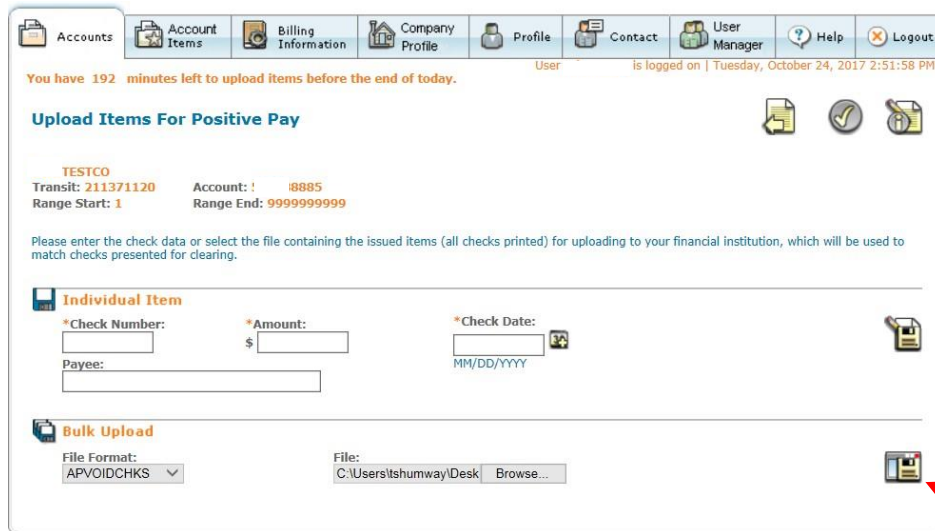 Accounts
Account Items
Billing Information
Company Profile
Profile
Contact
User Manager
Help
Logout
You have 192 minutes left to upload items before the end of today.
User is logged on | Tuesday, October 24, 2017 2:51:58 PM
Upload Items For Positive Pay
TESTCO
Transit: 211371120 Account: 8885
Range Start: 1 Range End: 9999999999
Please enter the check data or select the file containing the issued items (all checks printed) for uploading to your financial institution, which will be used to
match checks presented for clearing.
Individual Item
*Check Number: *Amount: *Check Date:
$
MM/DD/YYYY
Payee:
Bulk Upload
File Format: File:
APVOIDCHKS C:\Users\tshumway\Desk Browse...